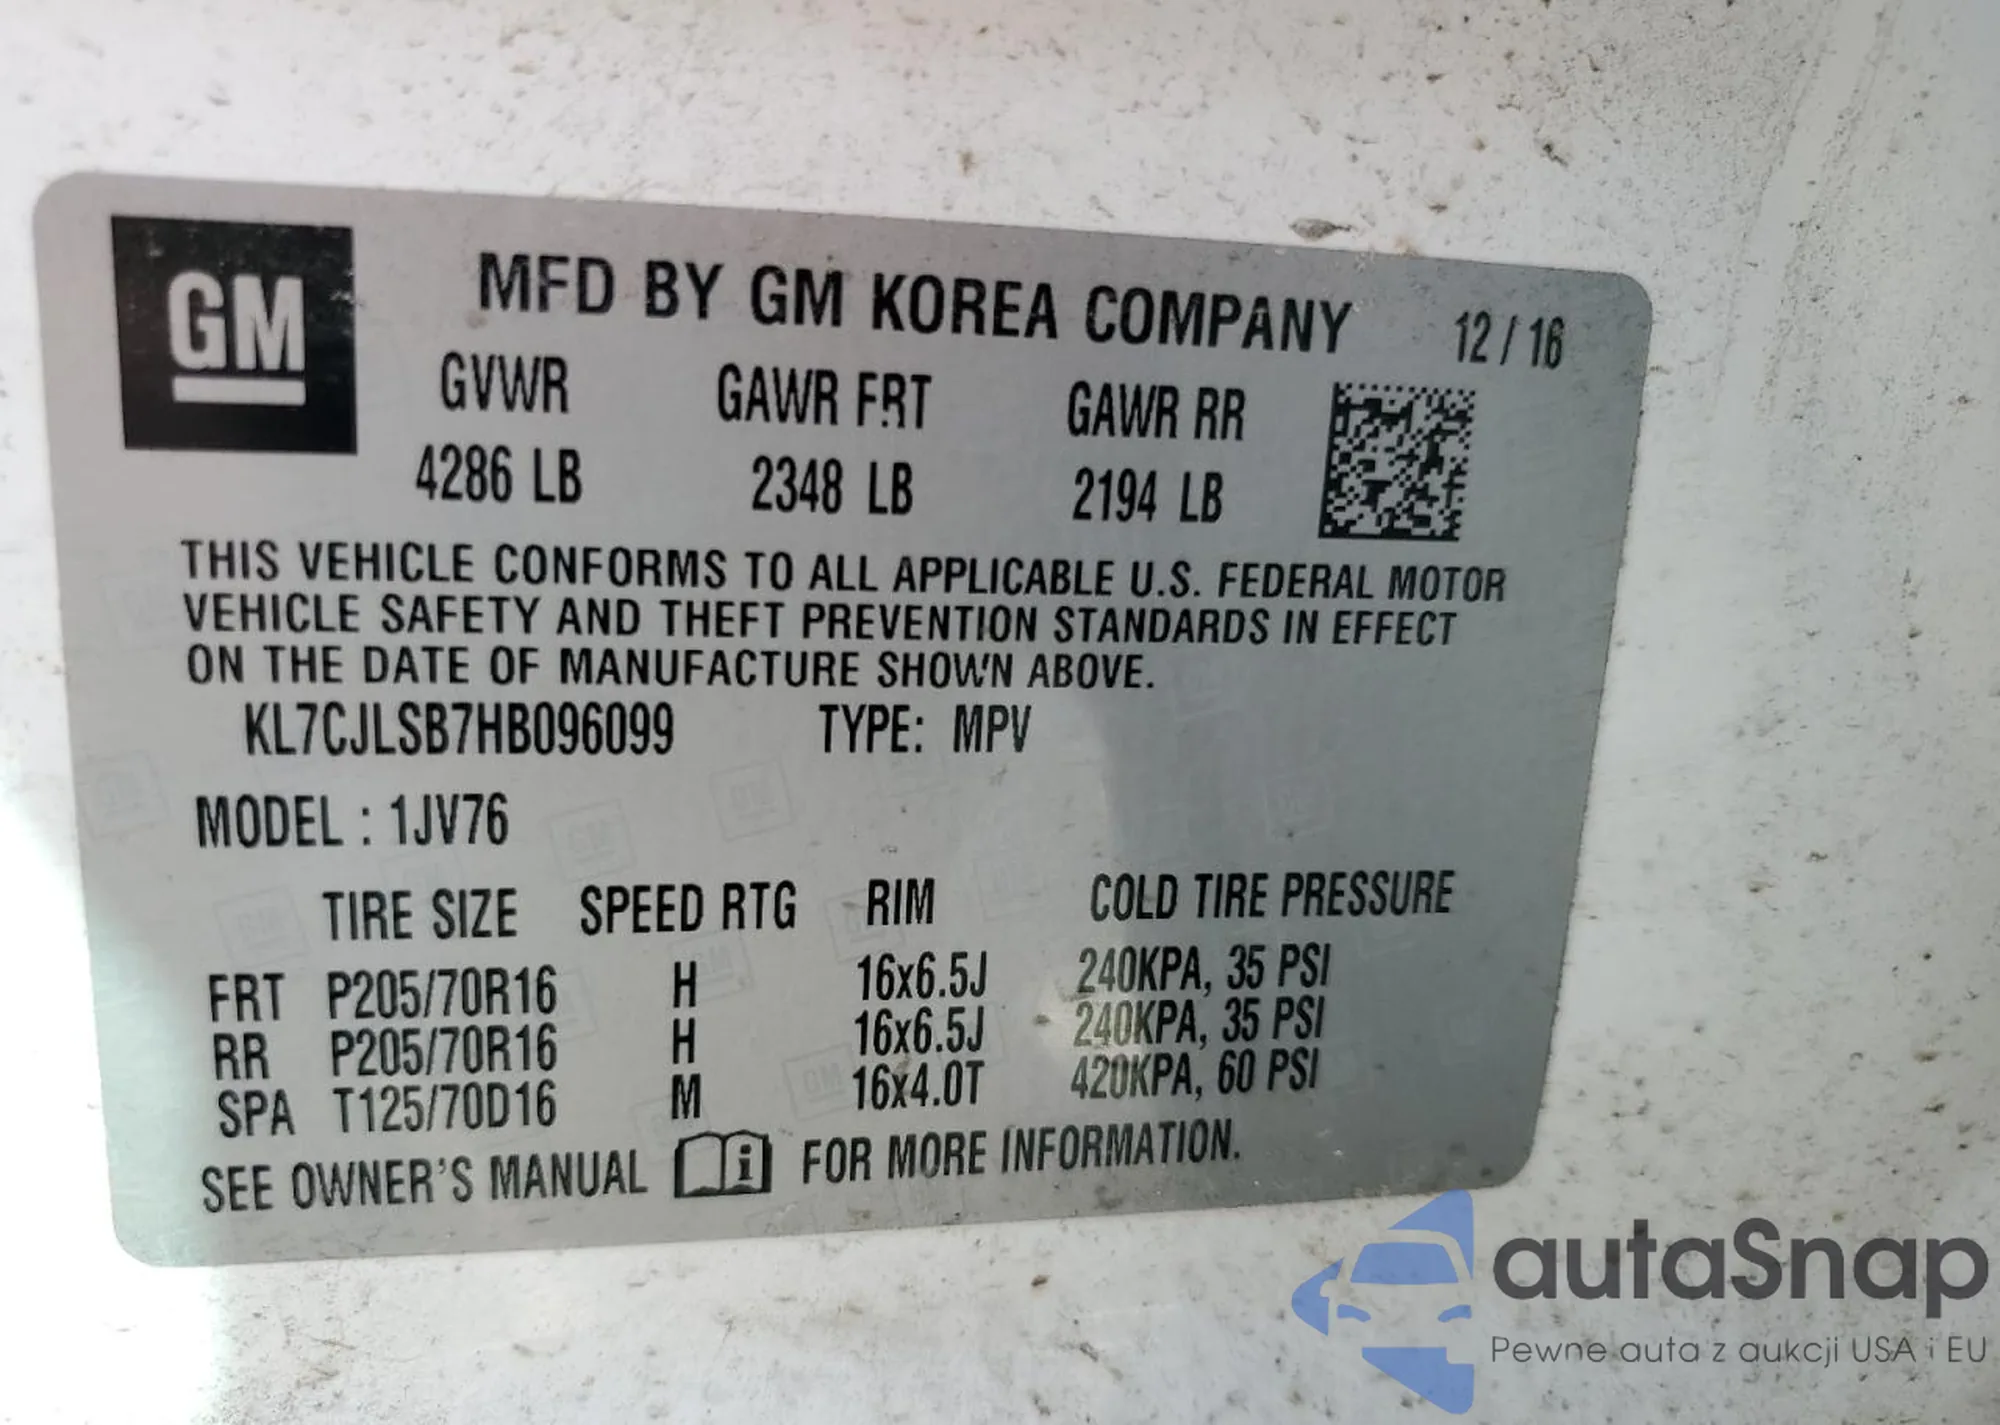 GM
MFD BY GM KOREA COMPANY 12 / 16
GVWR GAWR FRT GAWR RR
4286 LB 2348 LB 2194 LB
THIS VEHICLE CONFORMS TO ALL APPLICABLE U.S. FEDERAL MOTOR
VEHICLE SAFETY AND THEFT PREVENTION STANDARDS IN EFFECT
ON THE DATE OF MANUFACTURE SHOWN ABOVE.
KL7CJLSB7HB096099 TYPE: MPV
MODEL : 1JV76
TIRE SIZE SPEED RTG RIM COLD TIRE PRESSURE
FRT P205/70R16 H 16x6.5J 240KPA, 35 PSI
RR P205/70R16 H 16x6.5J 240KPA, 35 PSI
SPA T125/70D16 M 16x4.0T 420KPA, 60 PSI
SEE OWNER'S MANUAL i FOR MORE INFORMATION.
autaSnap
Pewne auta z aukcji USA i EU